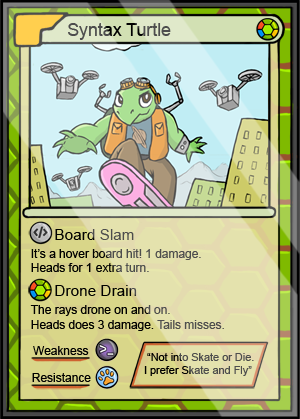 Syntax Turtle
Board Slam
It's a hover board hit! 1 damage.
Heads for 1 extra turn.
Drone Drain
The rays drone on and on.
Heads does 3 damage. Tails misses.
Weakness
Resistance
"Not into Skate or Die.
I prefer Skate and Fly"